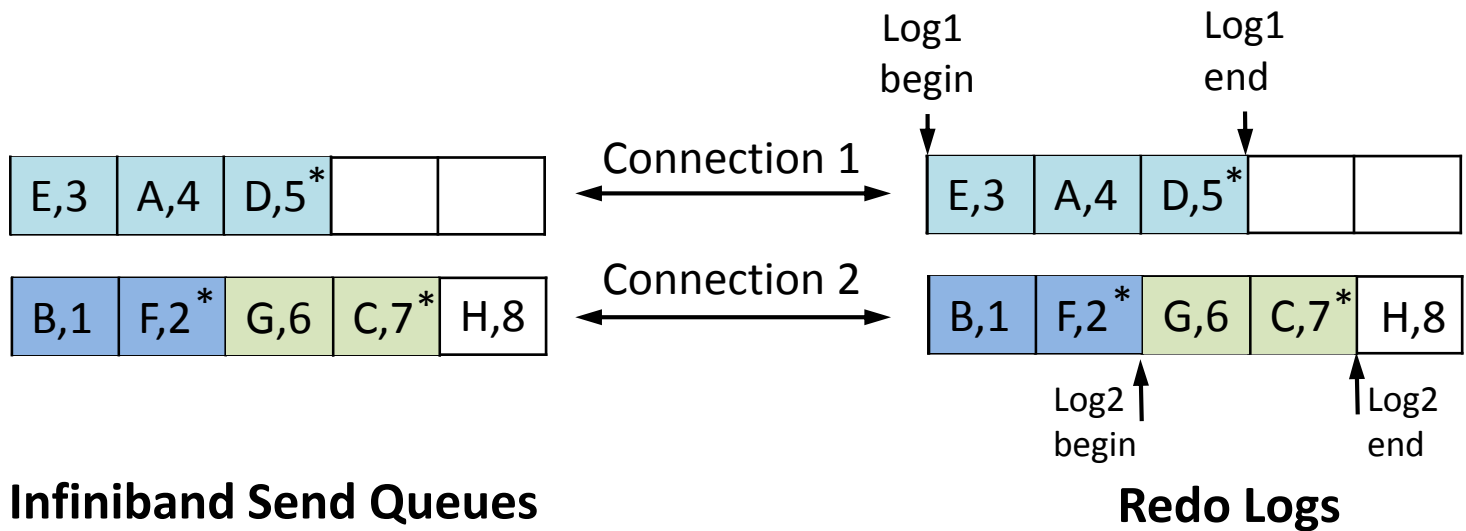 Log1
begin
Log1
end
E,3 A,4 D,5*
Connection 1
E,3 A,4 D,5*
B,1 F,2* G,6 C,7* H,8
Connection 2
B,1 F,2* G,6 C,7* H,8
Log2
begin
Log2
end
Infiniband Send Queues
Redo Logs